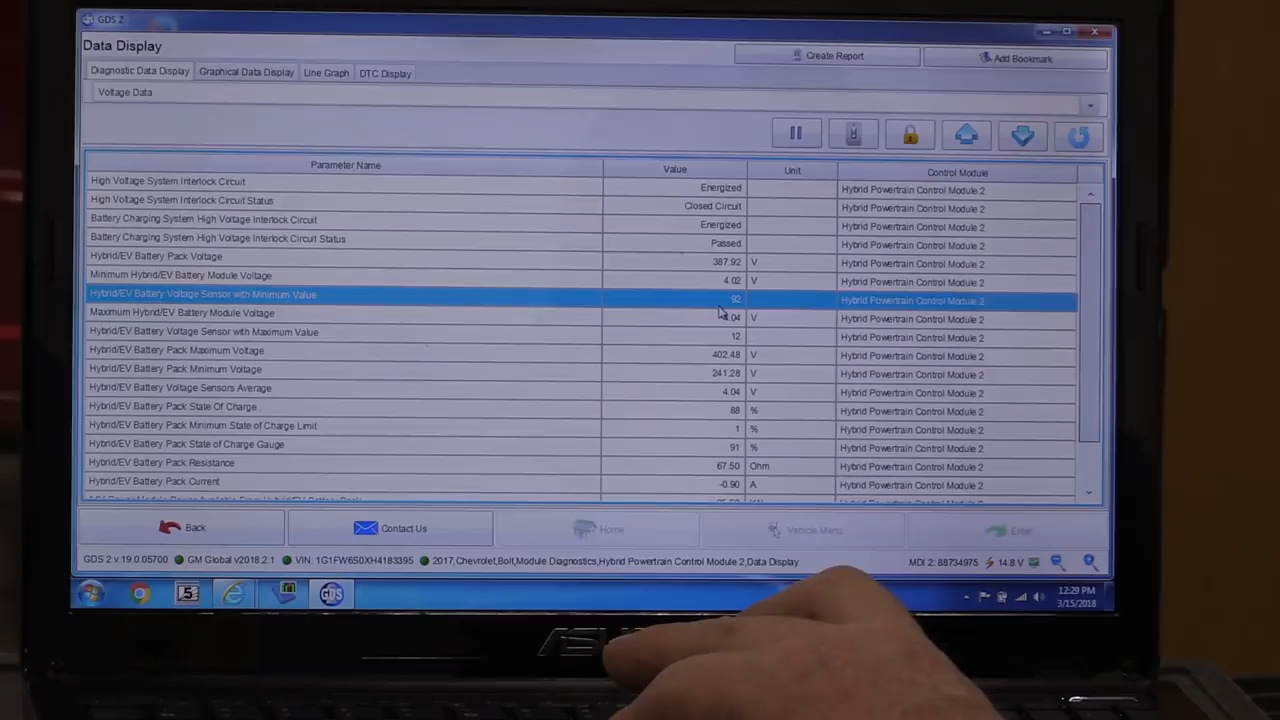 GDS 2
Data Display
Create Report Add Bookmark
Diagnostic Data Display Graphical Data Display Line Graph DTC Display
Voltage Data
Parameter Name Value Unit Control Module
High Voltage System Interlock Circuit Energized Hybrid Powertrain Control Module 2
High Voltage System Interlock Circuit Status Closed Circuit Hybrid Powertrain Control Module 2
Battery Charging System High Voltage Interlock Circuit Energized Hybrid Powertrain Control Module 2
Battery Charging System High Voltage Interlock Circuit Status Passed Hybrid Powertrain Control Module 2
Hybrid/EV Battery Pack Voltage 387.92 V Hybrid Powertrain Control Module 2
Minimum Hybrid/EV Battery Module Voltage 4.02 V Hybrid Powertrain Control Module 2
Hybrid/EV Battery Voltage Sensor with Minimum Value 92 Hybrid Powertrain Control Module 2
Maximum Hybrid/EV Battery Module Voltage 4.04 V Hybrid Powertrain Control Module 2
Hybrid/EV Battery Voltage Sensor with Maximum Value 12 Hybrid Powertrain Control Module 2
Hybrid/EV Battery Pack Maximum Voltage 402.48 V Hybrid Powertrain Control Module 2
Hybrid/EV Battery Pack Minimum Voltage 241.28 V Hybrid Powertrain Control Module 2
Hybrid/EV Battery Voltage Sensors Average 4.04 V Hybrid Powertrain Control Module 2
Hybrid/EV Battery Pack State Of Charge 88 % Hybrid Powertrain Control Module 2
Hybrid/EV Battery Pack Minimum State of Charge Limit 1 % Hybrid Powertrain Control Module 2
Hybrid/EV Battery Pack State of Charge Gauge 91 % Hybrid Powertrain Control Module 2
Hybrid/EV Battery Pack Resistance 67.50 Ohm Hybrid Powertrain Control Module 2
Hybrid/EV Battery Pack Current -0.90 A Hybrid Powertrain Control Module 2
Back Contact Us Home Vehicle Menu Enter
GDS 2 v.19.0.05700 GM Global v2018.2.1 VIN: 1G1FW6S0XH4183395 2017,Chevrolet,Bolt,Module Diagnostics,Hybrid Powertrain Control Module 2,Data Display MDI 2: 88734975 14.8 V
GDS
12:29 PM
3/15/2018